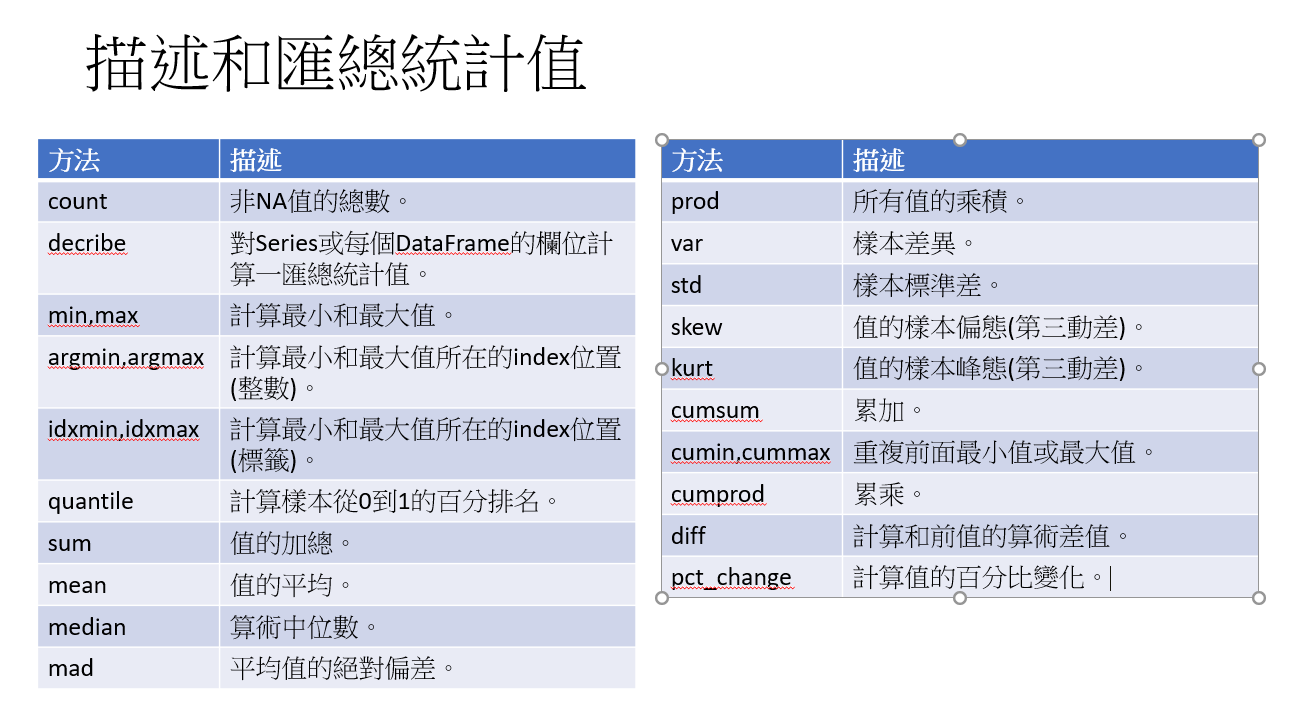 描述和匯總統計值
方法 描述
count 非NA值的總數。
decribe 對Series或每個DataFrame的欄位計
算一匯總統計值。
min,max 計算最小和最大值。
argmin,argmax 計算最小和最大值所在的index位置
(整數)。
idxmin,idxmax 計算最小和最大值所在的index位置
(標籤)。
quantile 計算樣本從0到1的百分排名。
sum 值的加總。
mean 值的平均。
median 算術中位數。
mad 平均值的絕對偏差。
方法 描述
prod 所有值的乘積。
var 樣本差異。
std 樣本標準差。
skew 值的樣本偏態(第三動差)。
kurt 值的樣本峰態(第三動差)。
cumsum 累加。
cumin,cummax 重複前面最小值或最大值。
cumprod 累乘。
diff 計算和前值的算術差值。
pct_change 計算值的百分比變化。